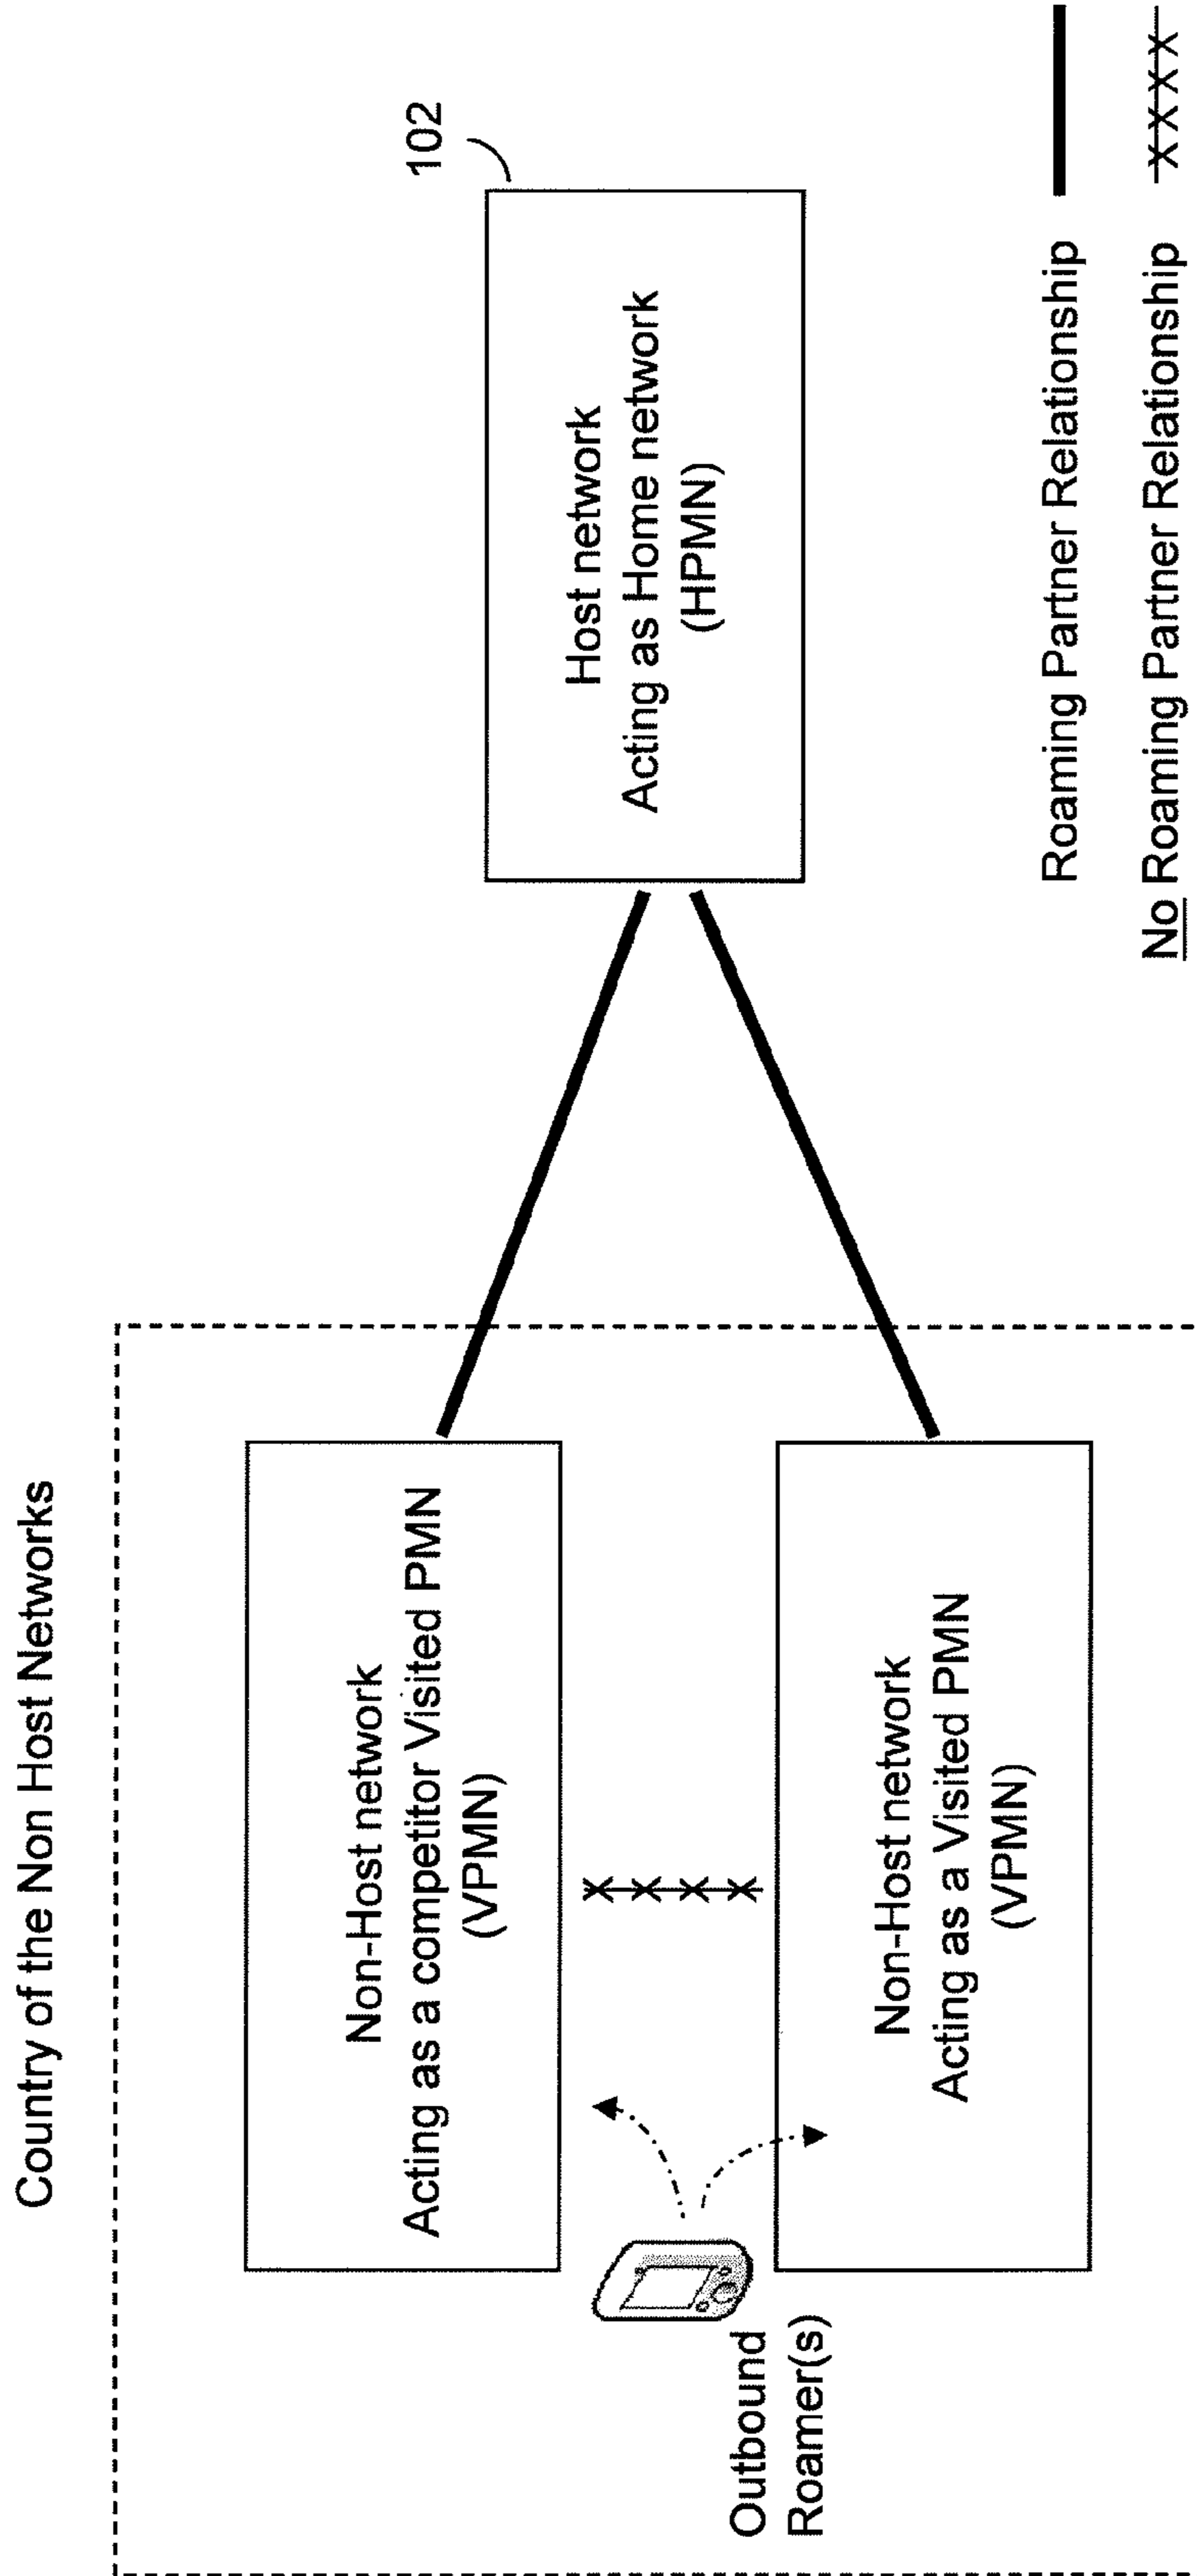 Country of the Non Host Networks
Non-Host network
Acting as a competitor Visited PMN
(VPMN)
Outbound
Roamer(s)
Non-Host network
Acting as a Visited PMN
(VPMN)
102
Host network
Acting as Home network
(HPMN)
Roaming Partner Relationship
No Roaming Partner Relationship